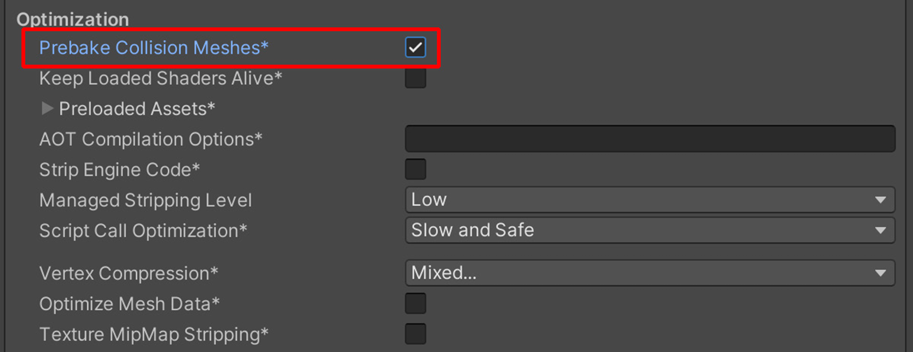 Optimization
Prebake Collision Meshes*
Keep Loaded Shaders Alive*
Preloaded Assets*
AOT Compilation Options*
Strip Engine Code*
Managed Stripping Level Low
Script Call Optimization* Slow and Safe
Vertex Compression* Mixed...
Optimize Mesh Data*
Texture MipMap Stripping*